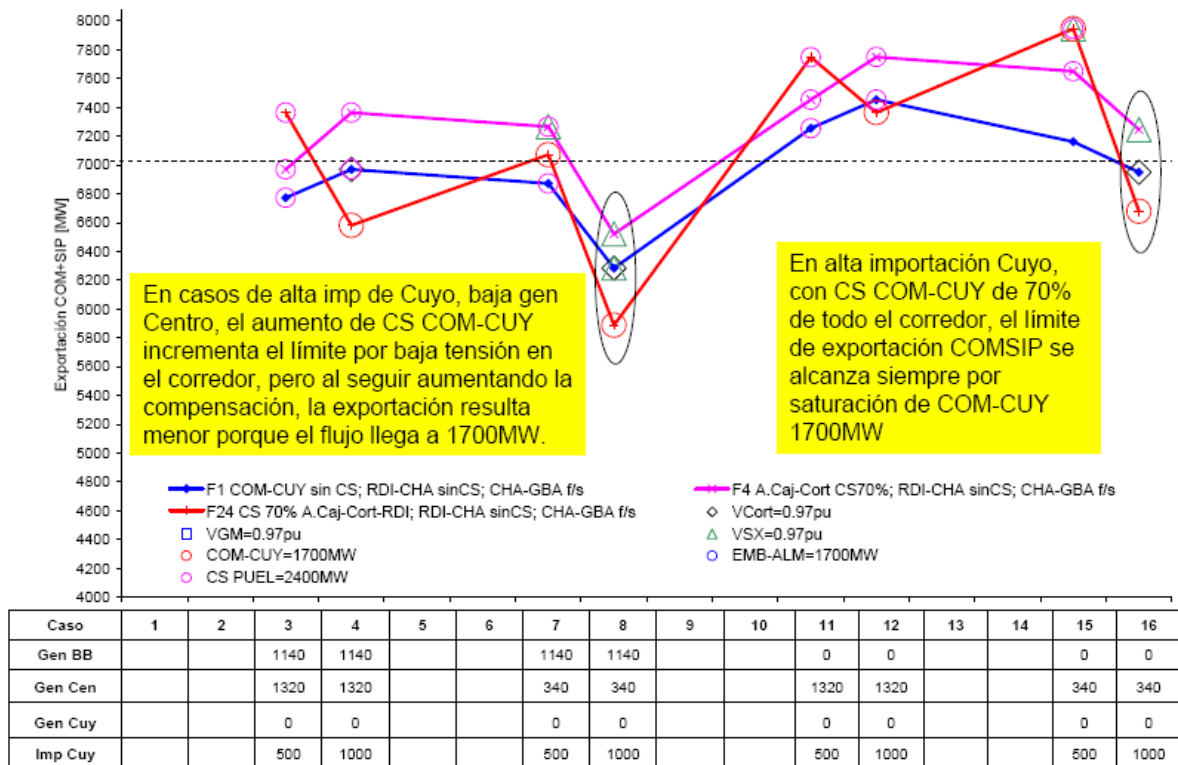 8000
7800
7600
7400
7200
7000
6800
6600
6400
6200
6000
5800
5600
5400
5200
5000
4800
4600
4400
4200
4000
Exportación COM+SIP [MW]
En casos de alta imp de Cuyo, baja gen
Centro, el aumento de CS COM-CUY
incrementa el límite por baja tensión en
el corredor, pero al seguir aumentando la
compensación, la exportación resulta
menor porque el flujo llega a 1700MW.
En alta importación Cuyo,
con CS COM-CUY de 70%
de todo el corredor, el límite
de exportación COMSIP se
alcanza siempre por
saturación de COM-CUY
1700MW
F1 COM-CUY sin CS; RDI-CHA sinCS; CHA-GBA f/s
F4 A.Caj-Cort CS70%; RDI-CHA sinCS; CHA-GBA f/s
F24 CS 70% A.Caj-Cort-RDI; RDI-CHA sinCS; CHA-GBA f/s
VCort=0.97pu
VGM=0.97pu
VSX=0.97pu
COM-CUY=1700MW
EMB-ALM=1700MW
CS PUEL=2400MW
Caso 1 2 3 4 5 6 7 8 9 10 11 12 13 14 15 16
Gen BB 1140 1140 1140 1140 0 0 0 0
Gen Cen 1320 1320 340 340 1320 1320 340 340
Gen Cuy 0 0 0 0 0 0 0 0
Imp Cuy 500 1000 500 1000 500 1000 500 1000